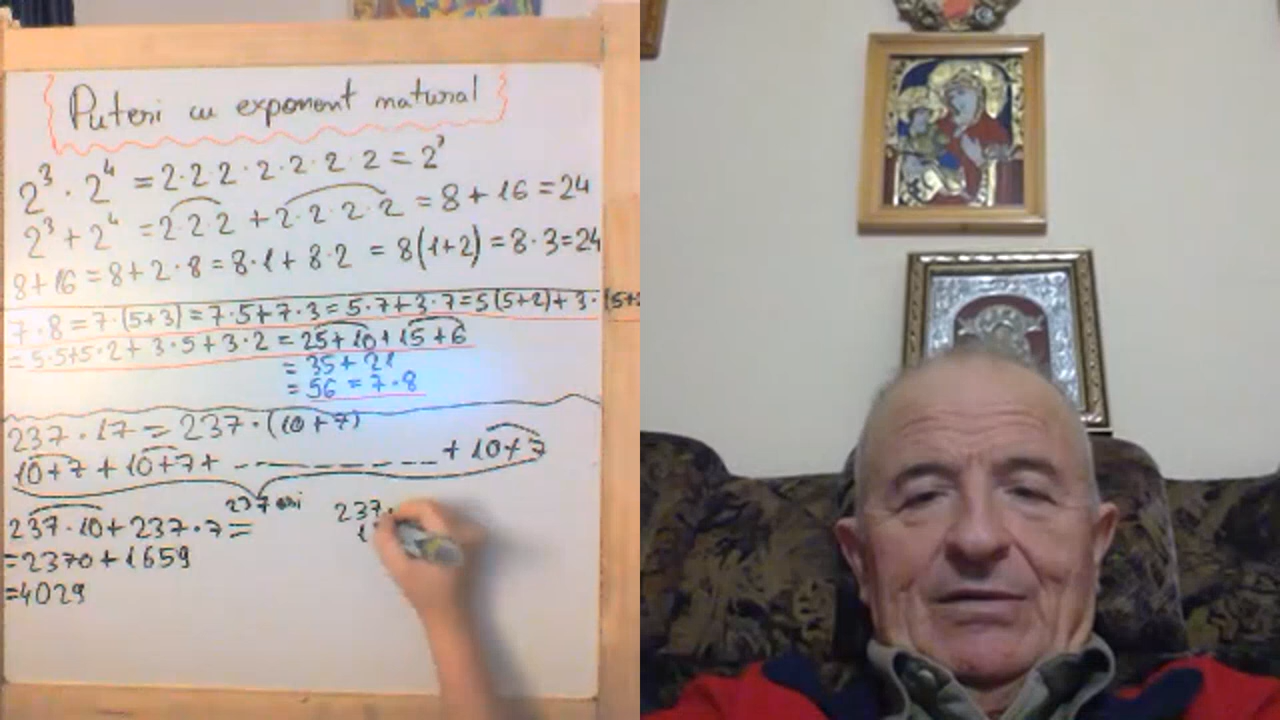 Puteri cu exponent natural
2³ · 2⁴ = 2·2·2·2·2·2·2 = 2⁷
2³ + 2⁴ = 2·2·2 + 2·2·2·2 = 8 + 16 = 24
8+16 = 8+2·8 = 8·1 + 8·2 = 8(1+2) = 8·3 = 24
7·8 = 7·(5+3) = 7·5+7·3 = 5·7+3·7 = 5(5+2)+3·(5+
= 5·5+5·2 + 3·5 + 3·2 = 25+10+15+6
= 35 + 21
= 56 = 7·8
237 · 17 = 237·(10+7)
10+7 + 10+7 + _ _ _ _ _ _ _ _ _ + 10+7
237 ori
237·10 + 237·7 =
237·
1
= 2370 + 1659
= 4029